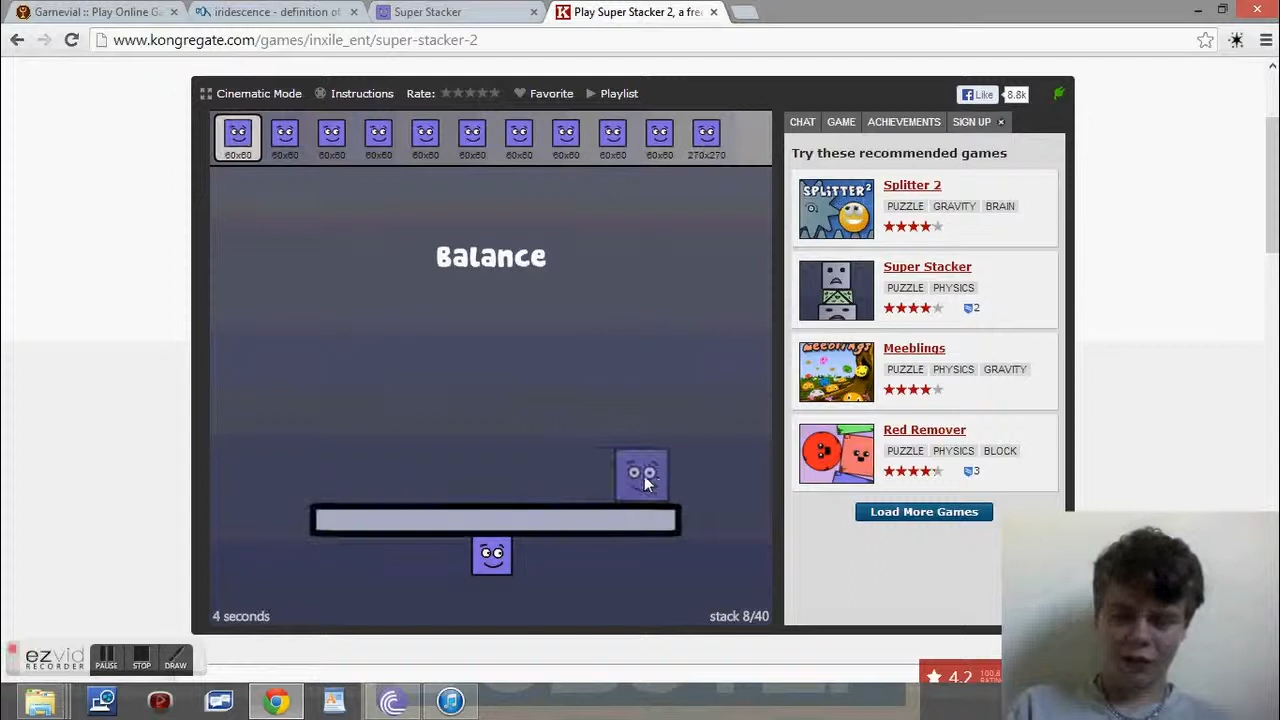 Gamevial :: Play Online Ga
iridescence - definition of
Super Stacker
Play Super Stacker 2, a free
www.kongregate.com/games/inxile_ent/super-stacker-2
Cinematic Mode
Instructions
Rate:
Favorite
Playlist
Like
8.8k
60x60
60x60
60x60
60x60
60x60
60x60
60x60
60x60
60x60
60x60
270x270
CHAT
GAME
ACHIEVEMENTS
SIGN UP
Try these recommended games
Balance
SPLITTER2
Splitter 2
PUZZLE GRAVITY BRAIN
Super Stacker
PUZZLE PHYSICS
2
MEEBLINGS
Meeblings
PUZZLE PHYSICS GRAVITY
Red Remover
PUZZLE PHYSICS BLOCK
3
Load More Games
4 seconds
stack 8/40
ezvid
RECORDER
PAUSE
STOP
DRAW
4.2